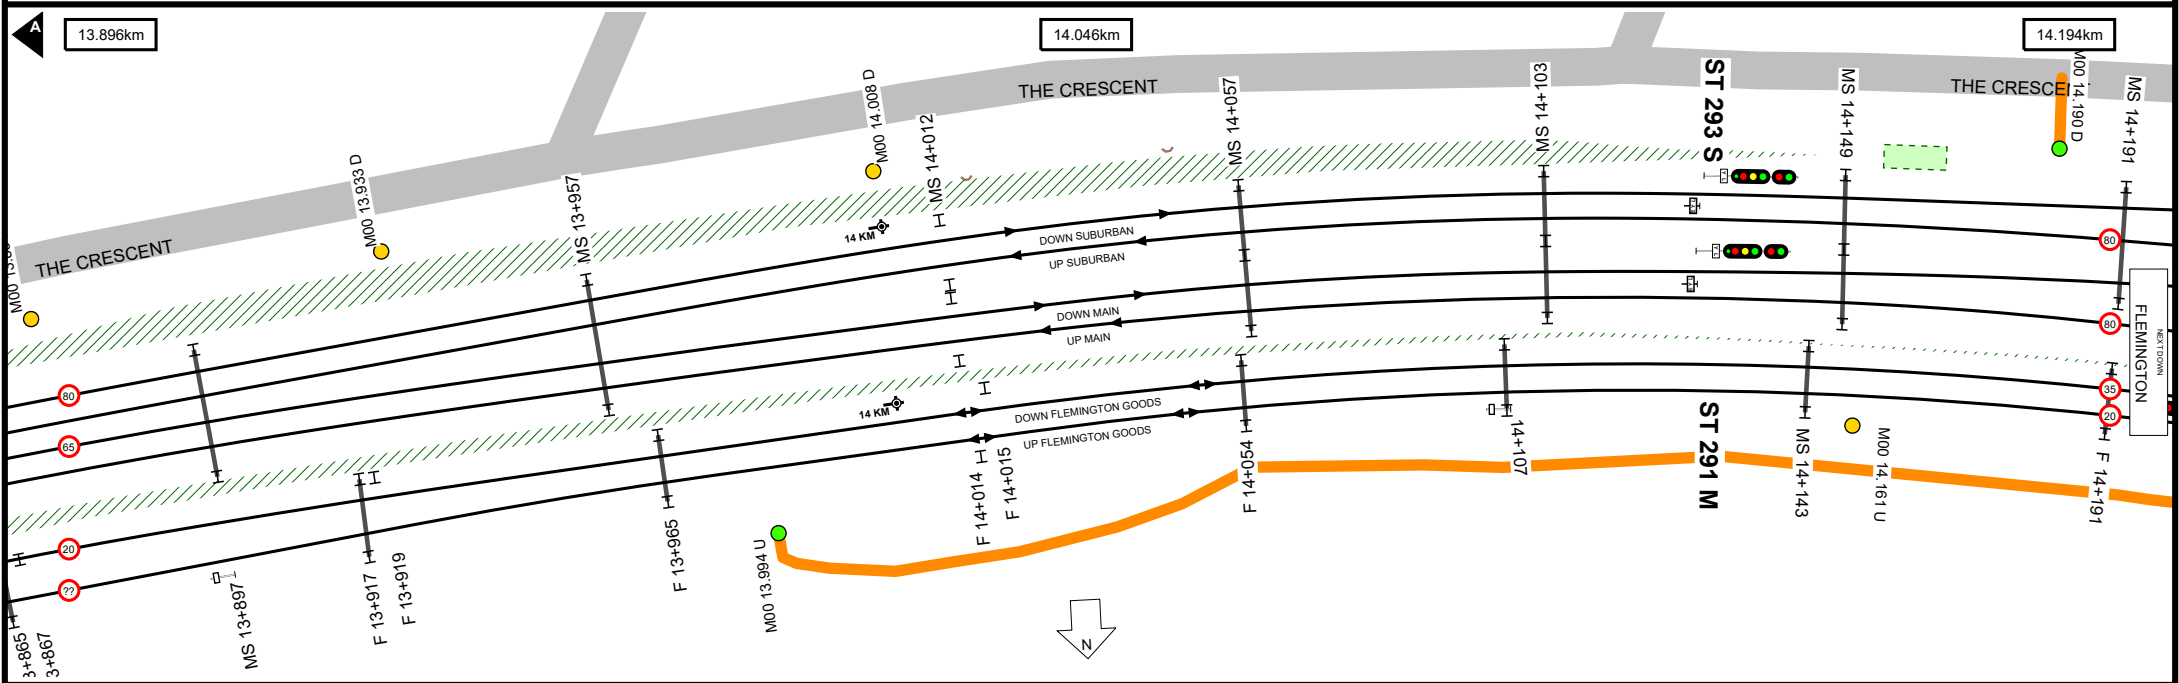 A
13.896km
14.046km
14.194km
THE CRESCENT
THE CRESCENT
M00 13.933 D
MS 13+957
M00 14.008 D
MS 14+012
MS 14+057
MS 14+103
ST 293 S
MS 14+149
M00 14.190 D
MS 14+191
THE CRESCENT
14 KM
DOWN SUBURBAN
UP SUBURBAN
DOWN MAIN
UP MAIN
14 KM
DOWN FLEMINGTON GOODS
UP FLEMINGTON GOODS
80
65
20
??
80
80
35
20
FLEMINGTON
NEXT DOWN
MS 13+897
F 13+917
F 13+919
F 13+965
M00 13.994 U
F 14+014
F 14+015
F 14+054
14+107
ST 291 M
MS 14+143
M00 14.161 U
F 14+191
3+865
3+867
N